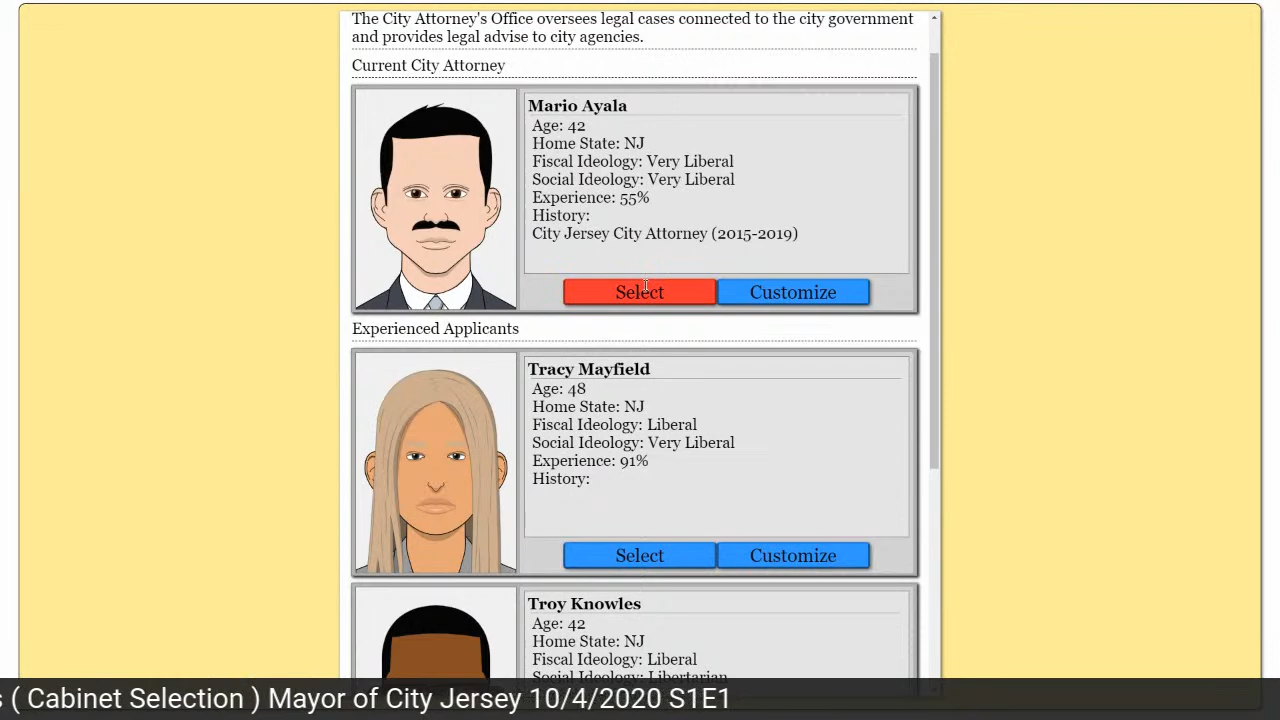 The City Attorney's Office oversees legal cases connected to the city government
and provides legal advise to city agencies.
Current City Attorney
Mario Ayala
Age: 42
Home State: NJ
Fiscal Ideology: Very Liberal
Social Ideology: Very Liberal
Experience: 55%
History:
City Jersey City Attorney (2015-2019)
Select
Customize
Experienced Applicants
Tracy Mayfield
Age: 48
Home State: NJ
Fiscal Ideology: Liberal
Social Ideology: Very Liberal
Experience: 91%
History:
Select
Customize
Troy Knowles
Age: 42
Home State: NJ
Fiscal Ideology: Liberal
Social Ideology: Libertarian
s ( Cabinet Selection ) Mayor of City Jersey 10/4/2020 S1E1